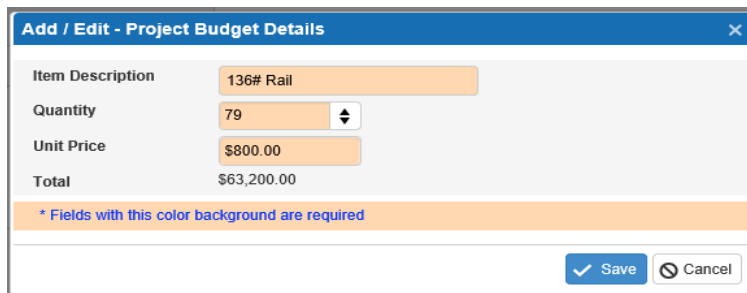 Add / Edit - Project Budget Details
Item Description 136# Rail
Quantity 79
Unit Price $800.00
Total $63,200.00
* Fields with this color background are required
Save Cancel